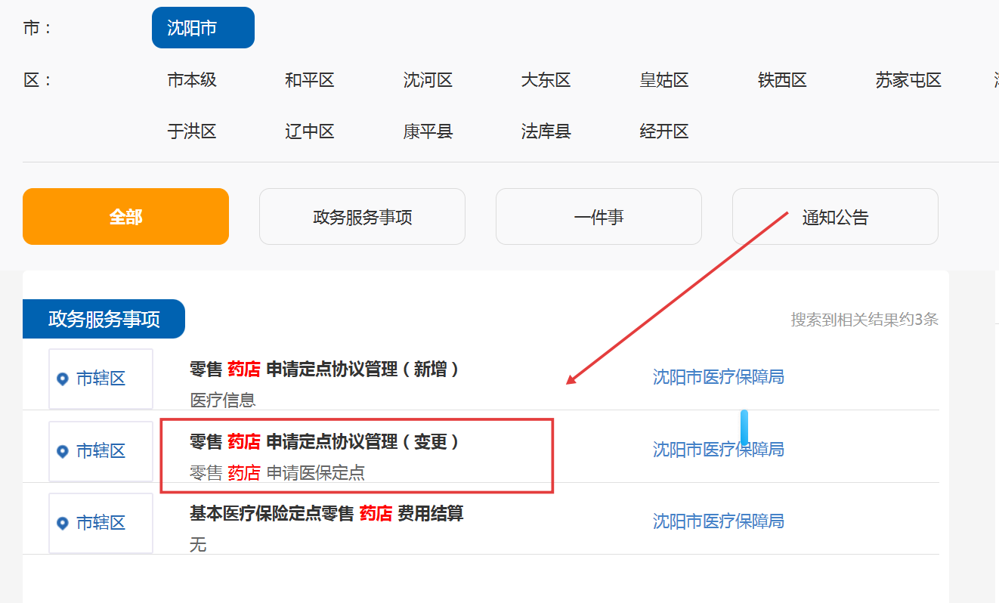 市： 沈阳市
区： 市本级 和平区 沈河区 大东区 皇姑区 铁西区 苏家屯区
于洪区 辽中区 康平县 法库县 经开区
全部 政务服务事项 一件事 通知公告
政务服务事项 搜索到相关结果约3条
市辖区 零售 药店 申请定点协议管理（新增） 沈阳市医疗保障局
医疗信息
市辖区 零售 药店 申请定点协议管理（变更） 沈阳市医疗保障局
零售 药店 申请医保定点
市辖区 基本医疗保险定点零售 药店 费用结算 沈阳市医疗保障局
无